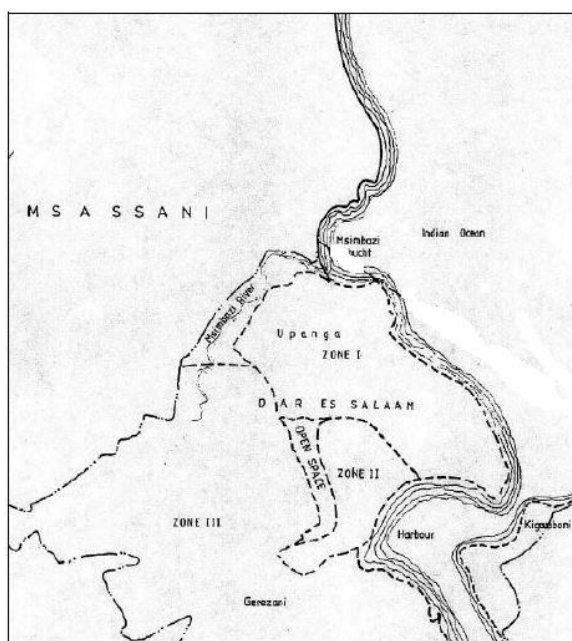 MSASSANI
Indian Ocean
Msimbazi
bucht
Msimbazi River
Upanga
ZONE I
DAR ES SALAAM
OPEN SPACE
ZONE II
ZONE III
Harbour
Kigamboni
Gerezani